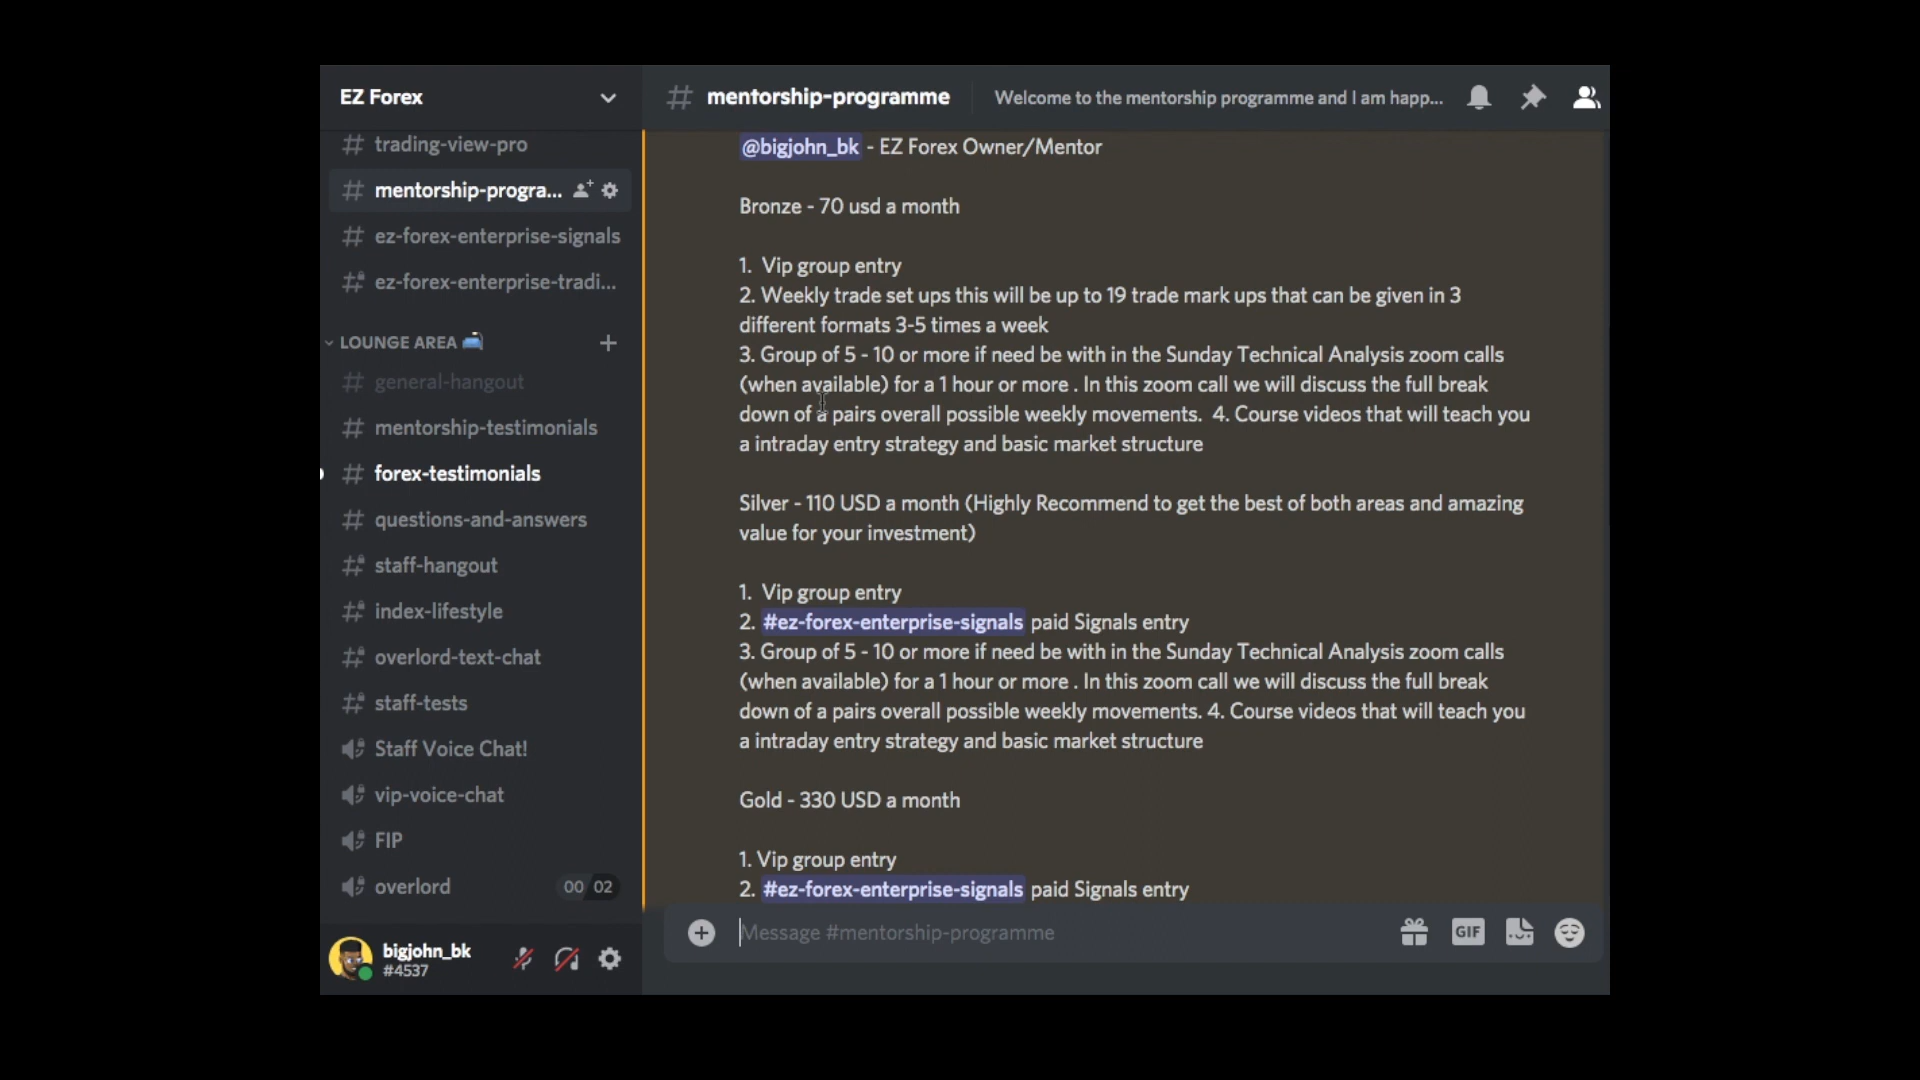 EZ Forex
trading-view-pro
mentorship-progra...
ez-forex-enterprise-signals
ez-forex-enterprise-tradi...
LOUNGE AREA
general-hangout
mentorship-testimonials
forex-testimonials
questions-and-answers
staff-hangout
index-lifestyle
overlord-text-chat
staff-tests
Staff Voice Chat!
vip-voice-chat
FIP
overlord 00 02
bigjohn_bk
#4537
# mentorship-programme Welcome to the mentorship programme and I am happ...
@bigjohn_bk - EZ Forex Owner/Mentor
Bronze - 70 usd a month
1. Vip group entry
2. Weekly trade set ups this will be up to 19 trade mark ups that can be given in 3
different formats 3-5 times a week
3. Group of 5 - 10 or more if need be with in the Sunday Technical Analysis zoom calls
(when available) for a 1 hour or more . In this zoom call we will discuss the full break
down of a pairs overall possible weekly movements. 4. Course videos that will teach you
a intraday entry strategy and basic market structure
Silver - 110 USD a month (Highly Recommend to get the best of both areas and amazing
value for your investment)
1. Vip group entry
2. #ez-forex-enterprise-signals paid Signals entry
3. Group of 5 - 10 or more if need be with in the Sunday Technical Analysis zoom calls
(when available) for a 1 hour or more . In this zoom call we will discuss the full break
down of a pairs overall possible weekly movements. 4. Course videos that will teach you
a intraday entry strategy and basic market structure
Gold - 330 USD a month
1. Vip group entry
2. #ez-forex-enterprise-signals paid Signals entry
Message #mentorship-programme
GIF